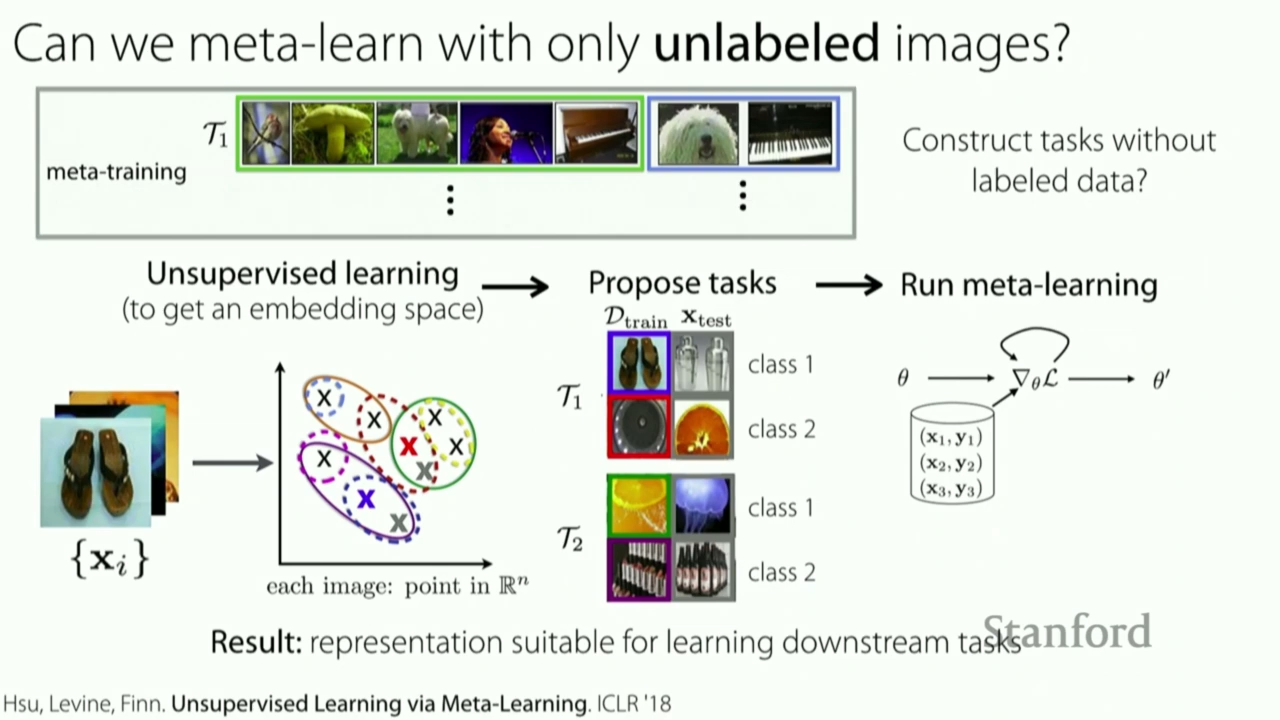 Can we meta-learn with only unlabeled images?
meta-training
𝒯₁
⋮
⋮
Construct tasks without
labeled data?
Unsupervised learning
(to get an embedding space)
Propose tasks
Run meta-learning
{xᵢ}
x
x
x
x
x
x
x
x
x
each image: point in ℝⁿ
𝒟train xtest
𝒯₁
class 1
class 2
𝒯₂
class 1
class 2
θ ∇θℒ θ′
(x₁, y₁)
(x₂, y₂)
(x₃, y₃)
Result: representation suitable for learning downstream tasks
Stanford
Hsu, Levine, Finn. Unsupervised Learning via Meta-Learning. ICLR '18